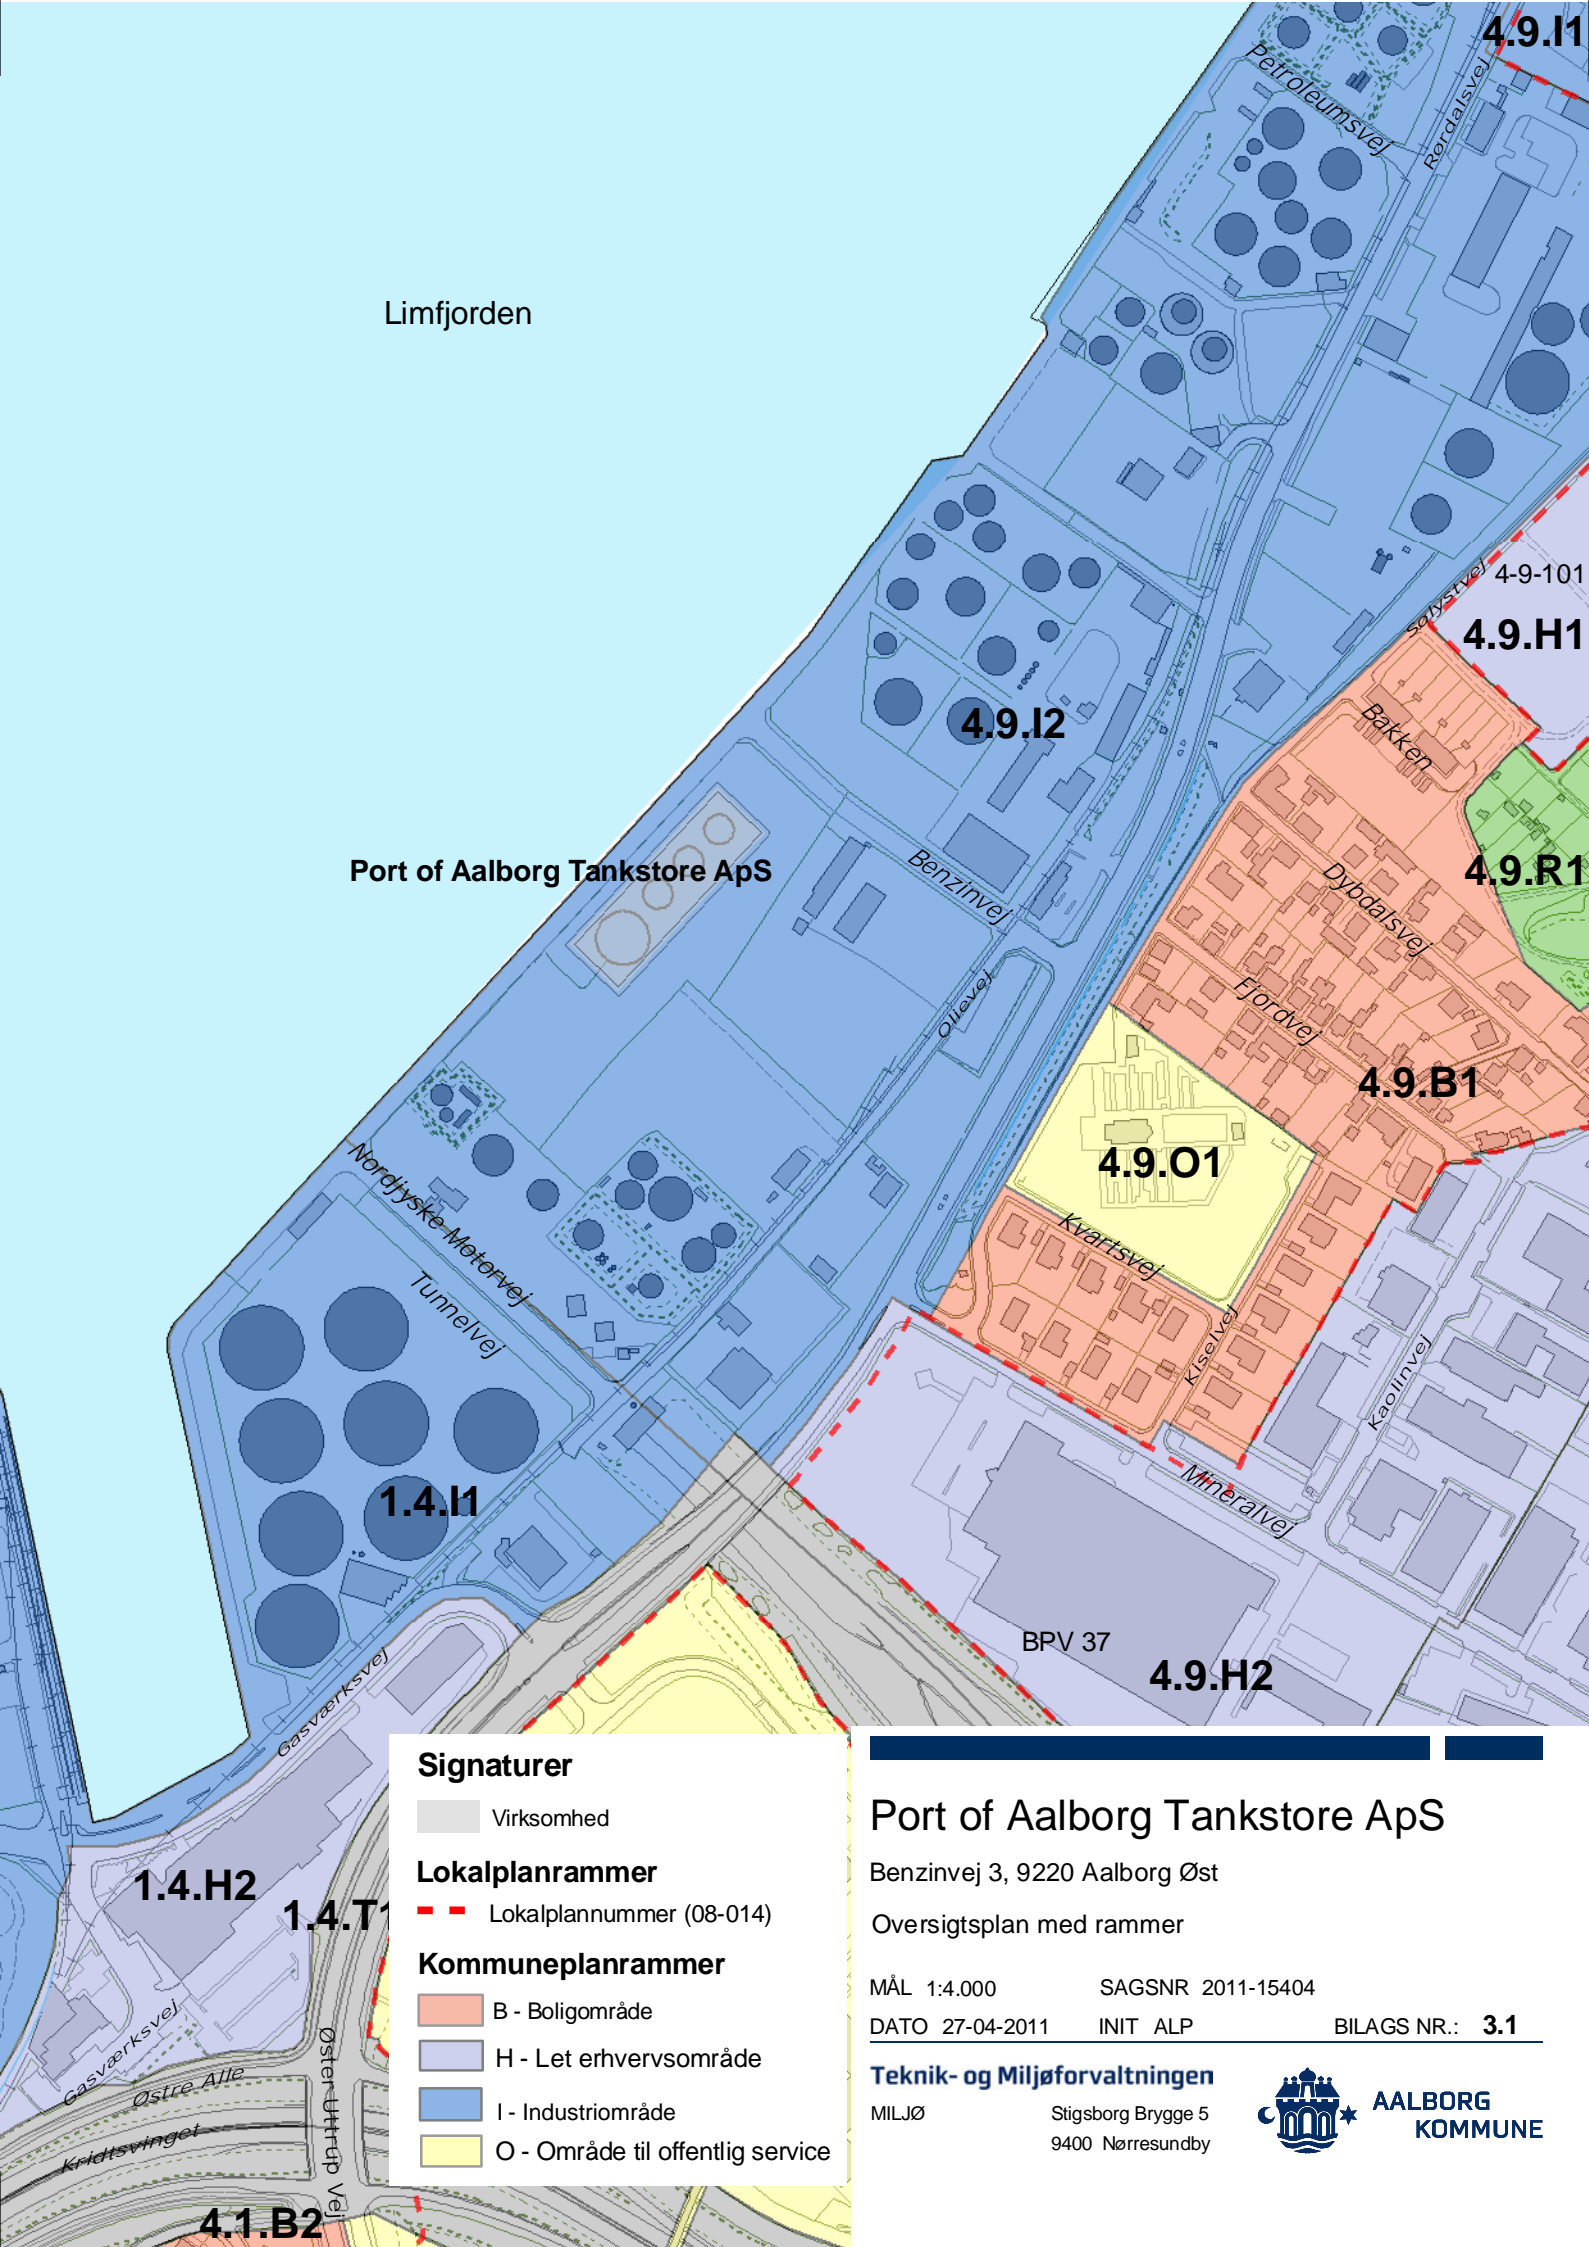 4.9.I1
Petroleumsvej
Rørdalsvej
Limfjorden
Sølystvej
4-9-101
4.9.H1
Bakken
4.9.I2
Port of Aalborg Tankstore ApS
Benzinvej
Dybdalsvej
4.9.R1
Olievej
Fjordvej
4.9.B1
4.9.O1
Nordjyske Motorvej
Kvartsvej
Tunnelvej
Kiselvej
Kaolinvej
1.4.I1
Mineralvej
BPV 37
4.9.H2
Gasværksvej
1.4.H2
1.4.T1
Gasværksvej
Østre Alle
Øster Uttrup Vej
Kridtsvinget
4.1.B2
Signaturer
Virksomhed
Lokalplanrammer
Lokalplannummer (08-014)
Kommuneplanrammer
B - Boligområde
H - Let erhvervsområde
I - Industriområde
O - Område til offentlig service
Port of Aalborg Tankstore ApS
Benzinvej 3, 9220 Aalborg Øst
Oversigtsplan med rammer
MÅL 1:4.000 SAGSNR 2011-15404
DATO 27-04-2011 INIT ALP BILAGS NR.: 3.1
Teknik- og Miljøforvaltningen
MILJØ Stigsborg Brygge 5
9400 Nørresundby
AALBORG
KOMMUNE